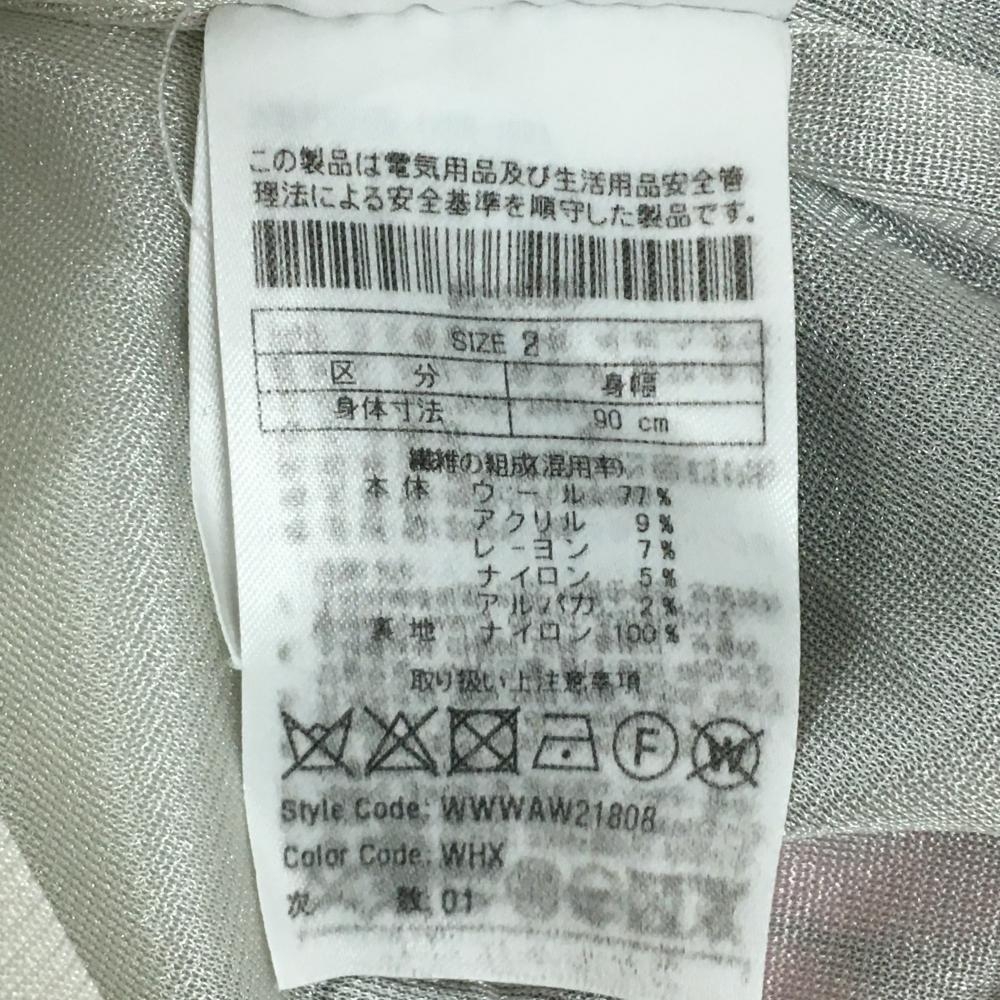 この製品は電気用品及び生活用品安全管
理法による安全基準を順守した製品です.
SIZE 2
区 分 身幅
身体寸法 90 cm
繊維の組成(混用率)
本体 ウール 77%
アクリル 9%
レーヨン 7%
ナイロン 5%
アルパカ 2%
裏地 ナイロン 100%
取り扱い上注意事項
F W
Style Code: WWWAW21808
Color Code: WHX
次 数 01